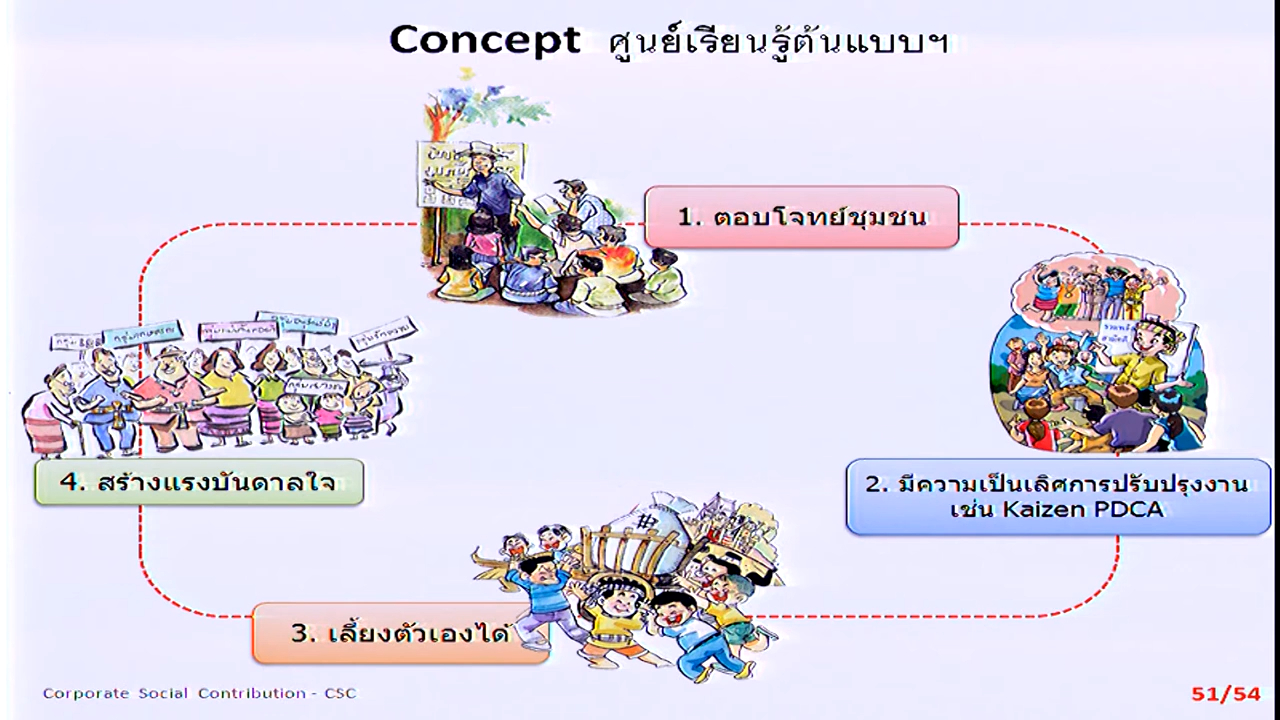 Concept ศูนย์เรียนรู้ต้นแบบฯ
1. ตอบโจทย์ชุมชน
2. มีความเป็นเลิศการปรับปรุงงาน
เช่น Kaizen PDCA
3. เลี้ยงตัวเองได้
4. สร้างแรงบันดาลใจ
Corporate Social Contribution - CSC
51/54